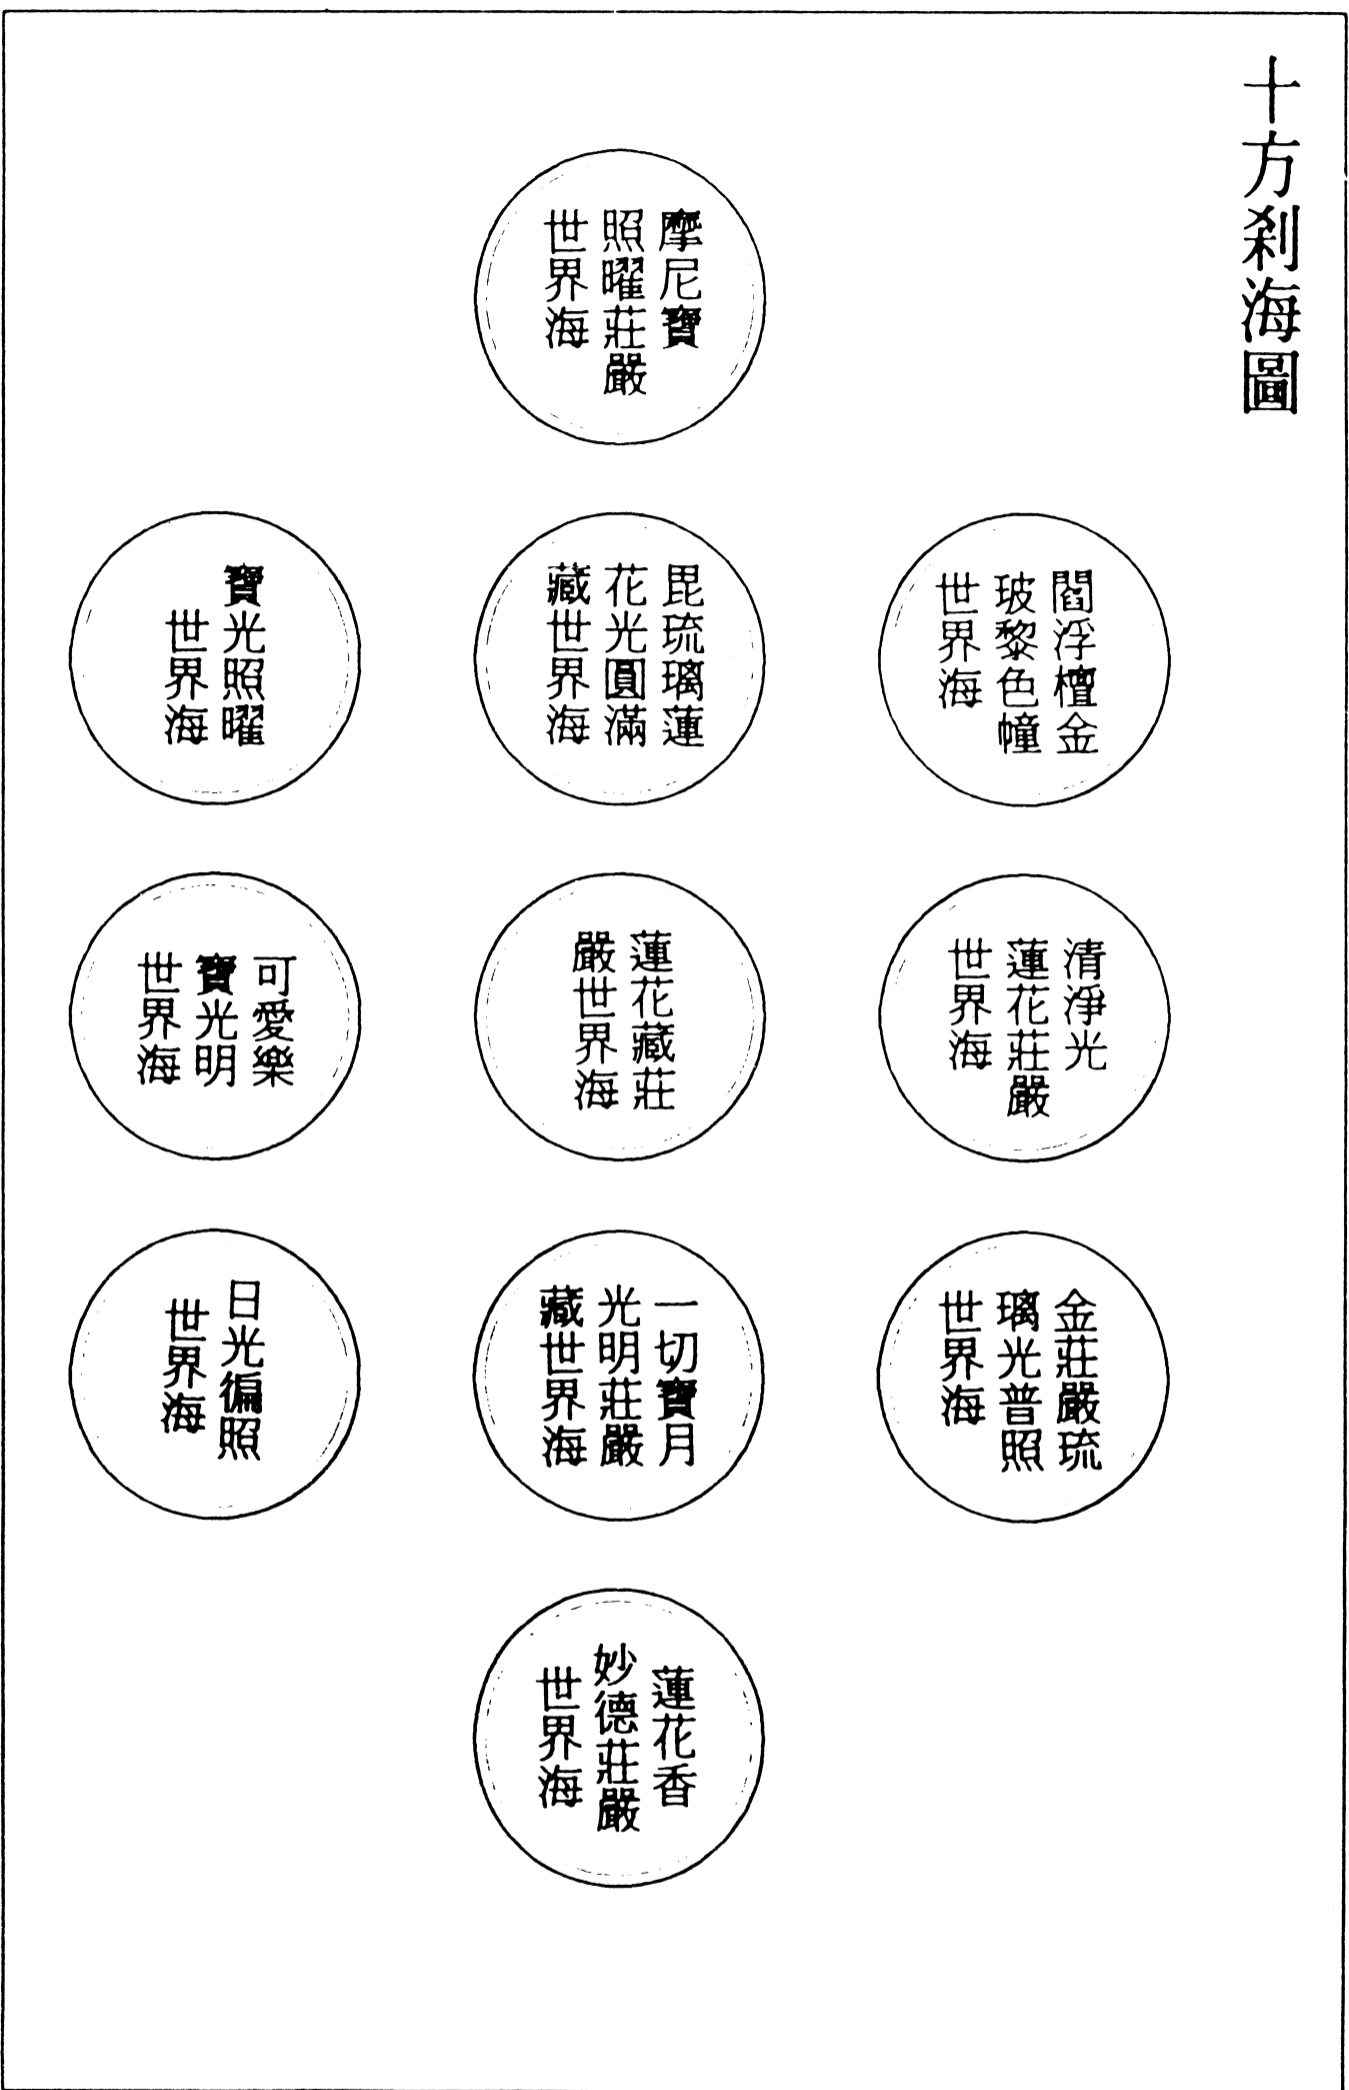 十方刹海圖
摩尼寶
照曜莊嚴
世界海
閻浮檀金
玻黎色幢
世界海
毘琉璃蓮
花光圓滿
藏世界海
寶光照曜
世界海
清淨光
蓮花莊嚴
世界海
蓮花藏莊
嚴世界海
可愛樂
寶光明
世界海
金莊嚴琉
璃光普照
世界海
一切寶月
光明莊嚴
藏世界海
日光徧照
世界海
蓮花香
妙德莊嚴
世界海